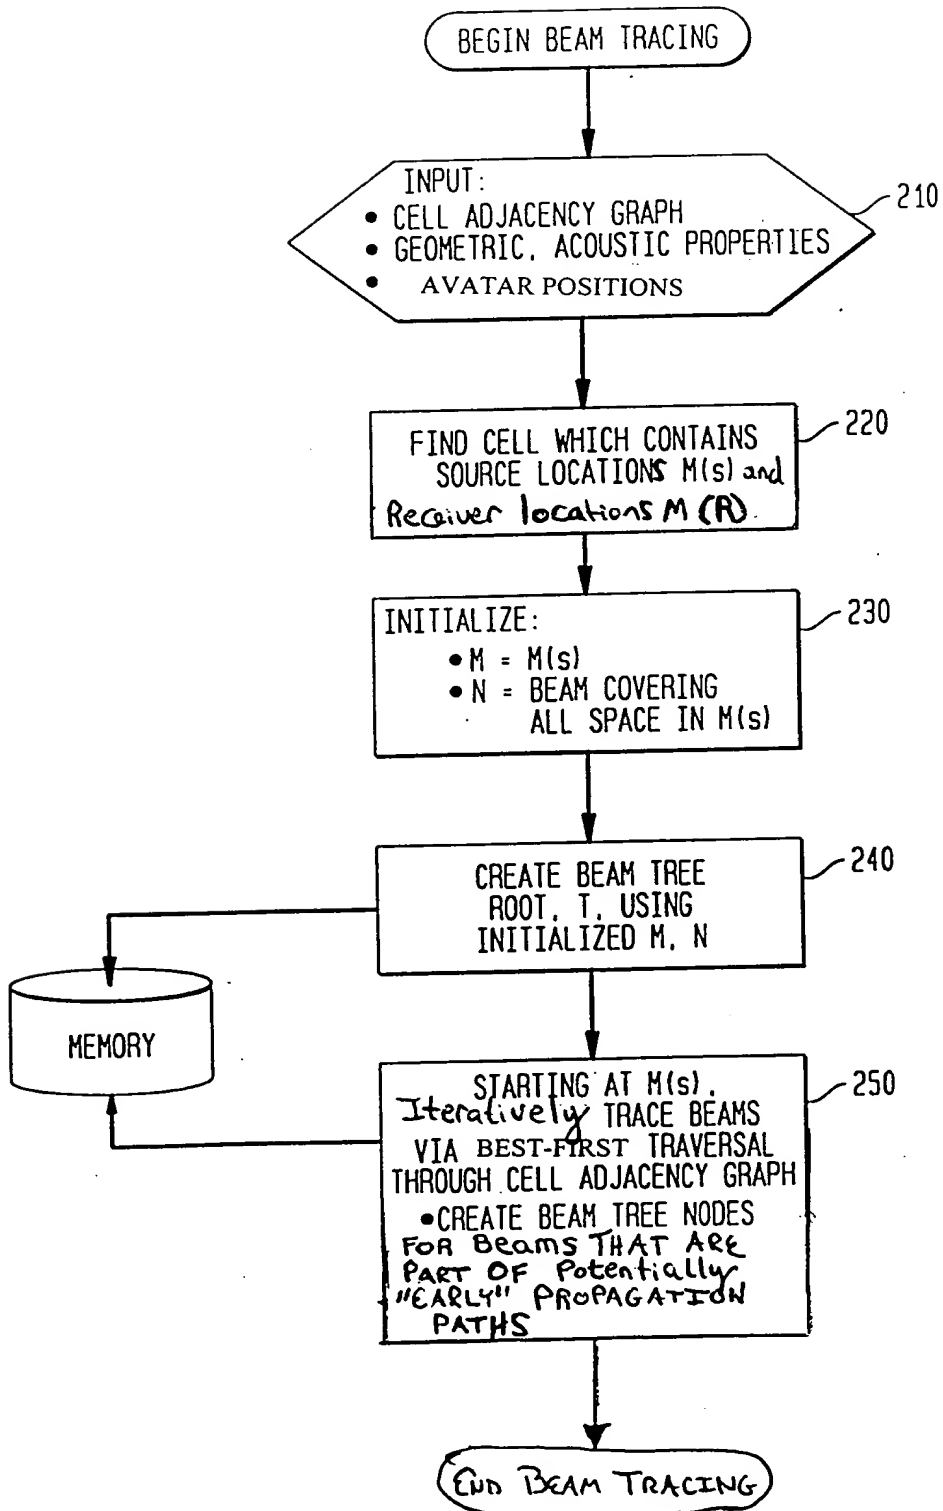 BEGIN BEAM TRACING
INPUT:
• CELL ADJACENCY GRAPH
• GEOMETRIC, ACOUSTIC PROPERTIES
• AVATAR POSITIONS
210
FIND CELL WHICH CONTAINS
SOURCE LOCATIONS M(s) and
Receiver locations M (R).
220
INITIALIZE:
• M = M(s)
• N = BEAM COVERING
ALL SPACE IN M(s)
230
CREATE BEAM TREE
ROOT, T, USING
INITIALIZED M, N
240
MEMORY
STARTING AT M(s),
Iteratively TRACE BEAMS
VIA BEST-FIRST TRAVERSAL
THROUGH CELL ADJACENCY GRAPH
• CREATE BEAM TREE NODES
FOR Beams THAT ARE
PART OF Potentially
"EARLY" PROPAGATION
PATHS
250
END BEAM TRACING